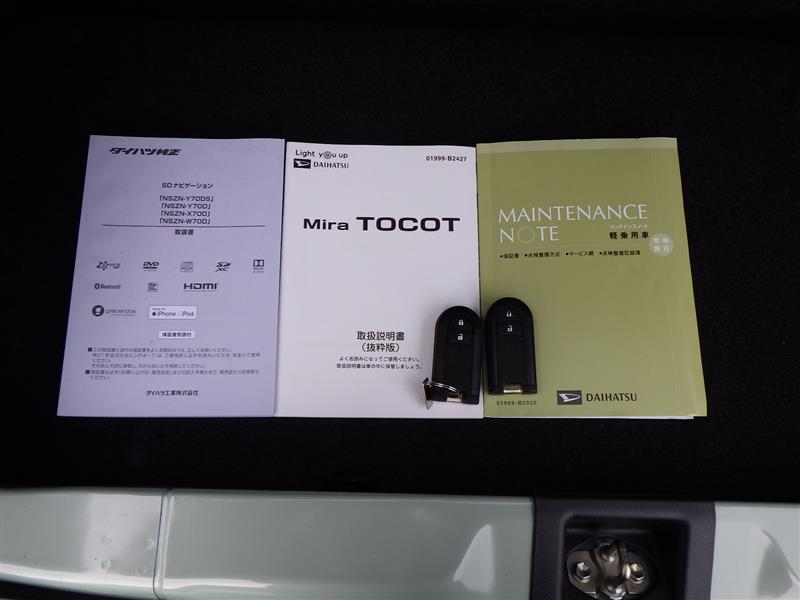 ダイハツ純正
SDナビゲーション
「NSZN-Y70DS」
「NSZN-Y70D」
「NSZN-X70D」
「NSZN-W70D」
取扱書
DVD
SD
XC
DOLBY
Bluetooth
HDMI
gracenote
iPhone | iPod
保証書別添付
ダイハツ工業株式会社
Light you up
DAIHATSU
01999-B2427
Mira TOCOT
取扱説明書
(抜粋版)
よくお読みになってご使用ください。
取扱説明書は車の中に保管しましょう。
MAINTENANCE
NOTE
メンテナンスノート
軽乗用車
●保証書 ●点検整備方式 ●サービス網 ●点検整備記録簿
01999-B2025
DAIHATSU